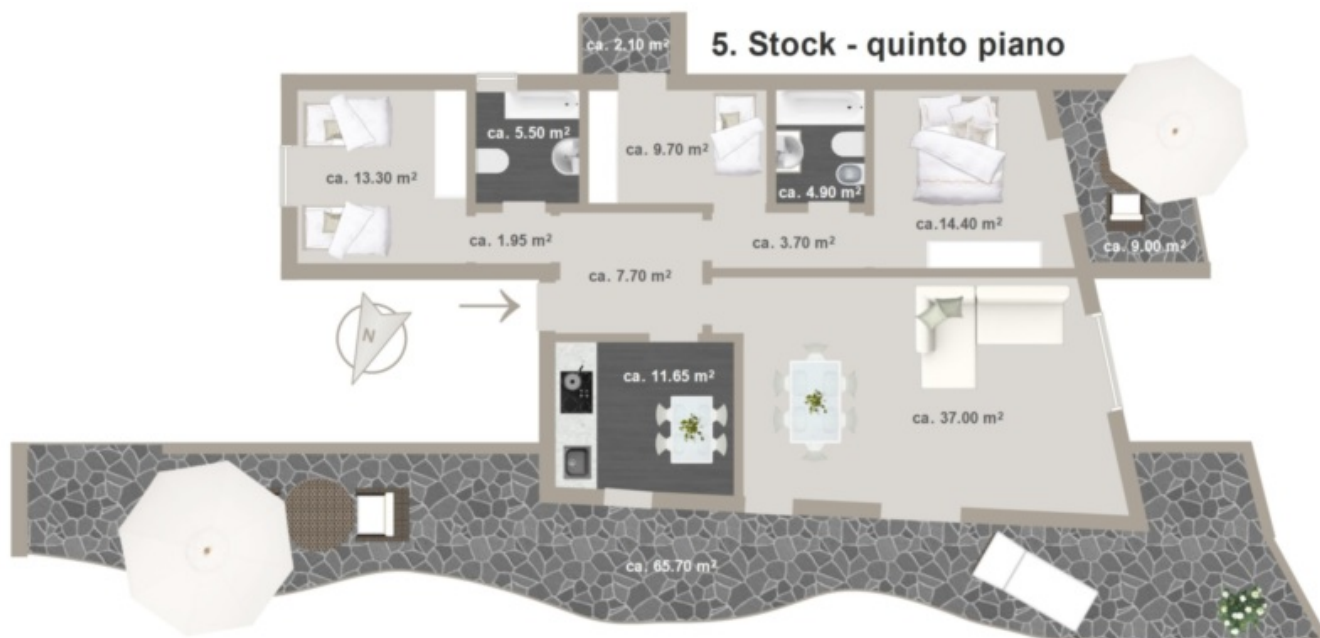 5. Stock - quinto piano
ca. 2.10 m²
ca. 5.50 m²
ca. 9.70 m²
ca. 13.30 m²
ca. 4.90 m²
ca.14.40 m²
ca. 1.95 m²
ca. 3.70 m²
ca. 9.00 m²
ca. 7.70 m²
N
ca. 11.65 m²
ca. 37.00 m²
ca. 65.70 m²